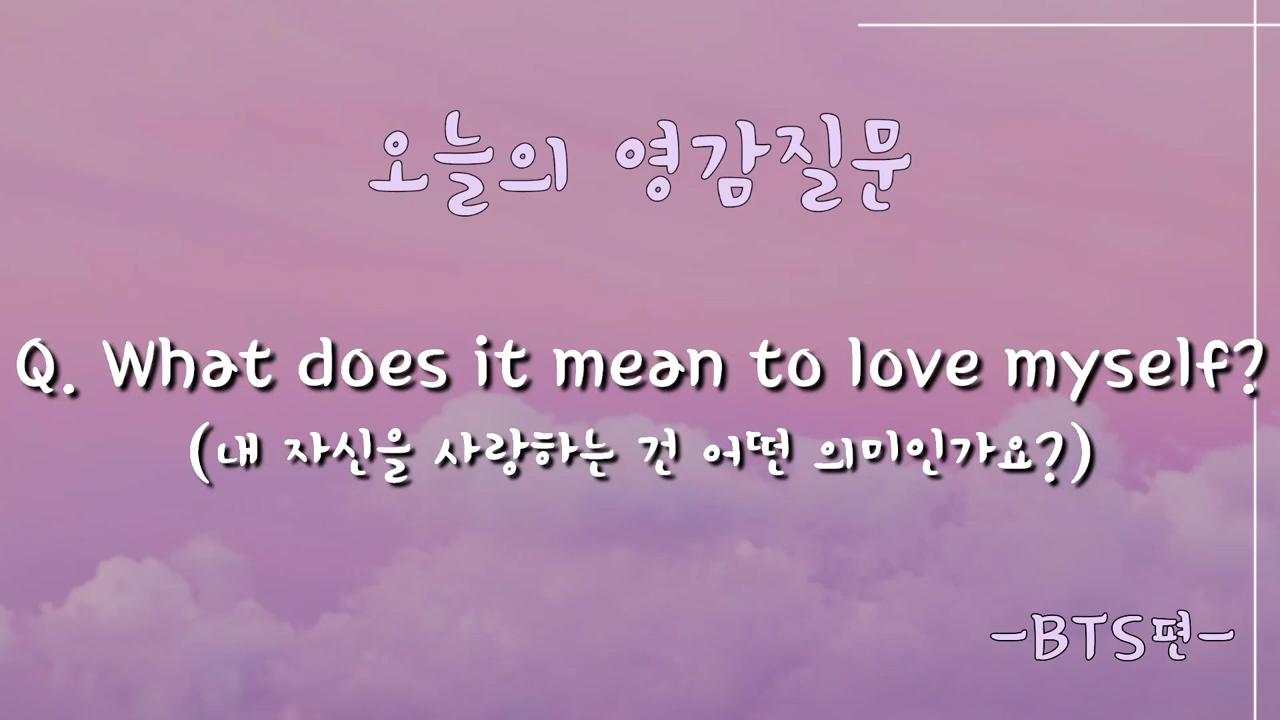 오늘의 영감질문
Q. What does it mean to love myself?
(내 자신을 사랑하는 건 어떤 의미인가요?)
-BTS편-